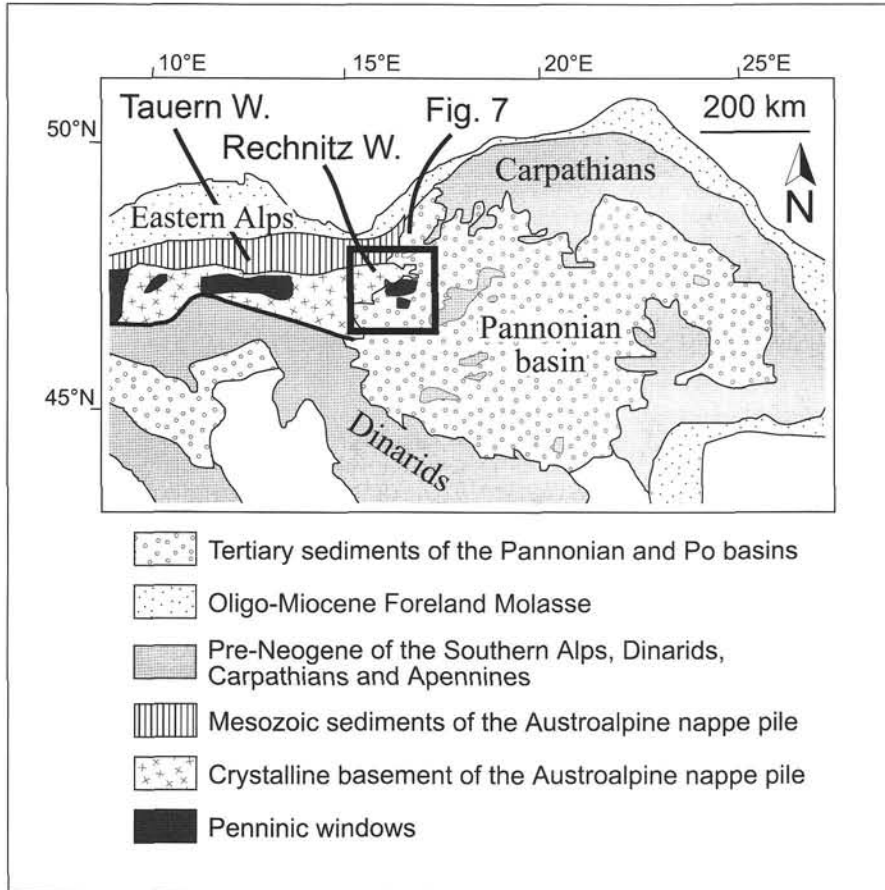 10°E 15°E 20°E 25°E
50°N
45°N
Tauern W.
Rechnitz W.
Fig. 7
200 km
N
Carpathians
Eastern Alps
Pannonian
basin
Dinarids
Tertiary sediments of the Pannonian and Po basins
Oligo-Miocene Foreland Molasse
Pre-Neogene of the Southern Alps, Dinarids,
Carpathians and Apennines
Mesozoic sediments of the Austroalpine nappe pile
Crystalline basement of the Austroalpine nappe pile
Penninic windows